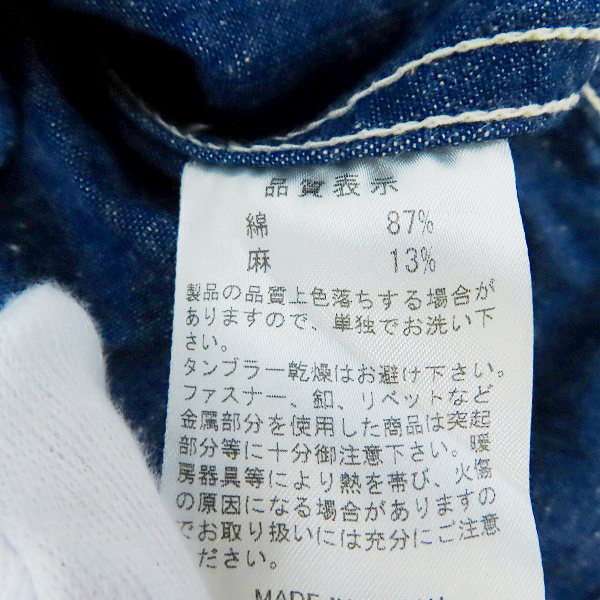 品質表示
綿 87%
麻 13%
製品の品質上色落ちする場合が
ありますので、単独でお洗い下
さい。
タンブラー乾燥はお避け下さい。
ファスナー、釦、リベットなど
金属部分を使用した商品は突起
部分等に十分御注意下さい。暖
房器具等により熱を帯び、火傷
の原因になる場合がありますの
でお取り扱いには充分にご注意
ください。
MADE